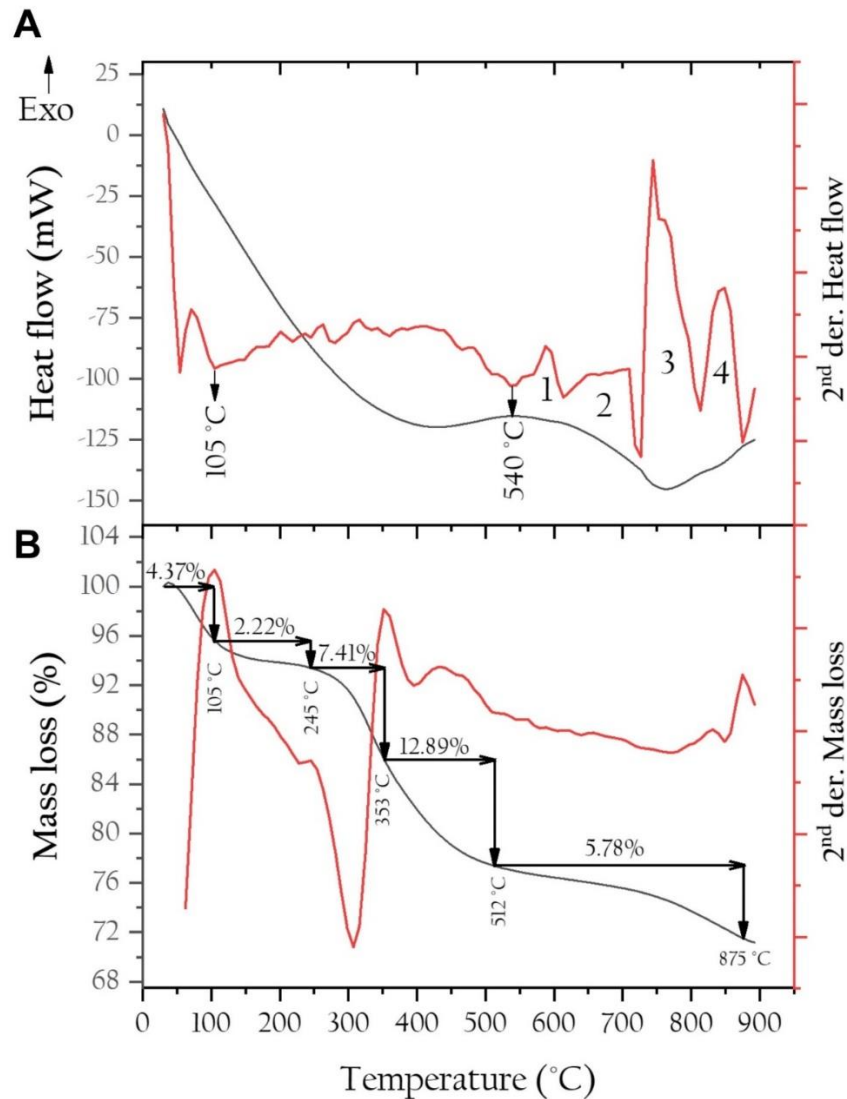 A
Exo
Heat flow (mW)
25
0
-25
-50
-75
-100
-125
-150
105 °C
540 °C
1
2
3
4
2nd der. Heat flow
B
Mass loss (%)
104
100
96
92
88
84
80
76
72
68
4.37%
2.22%
7.41%
12.89%
5.78%
105 °C
245 °C
353 °C
512 °C
875 °C
2nd der. Mass loss
0 100 200 300 400 500 600 700 800 900
Temperature (°C)